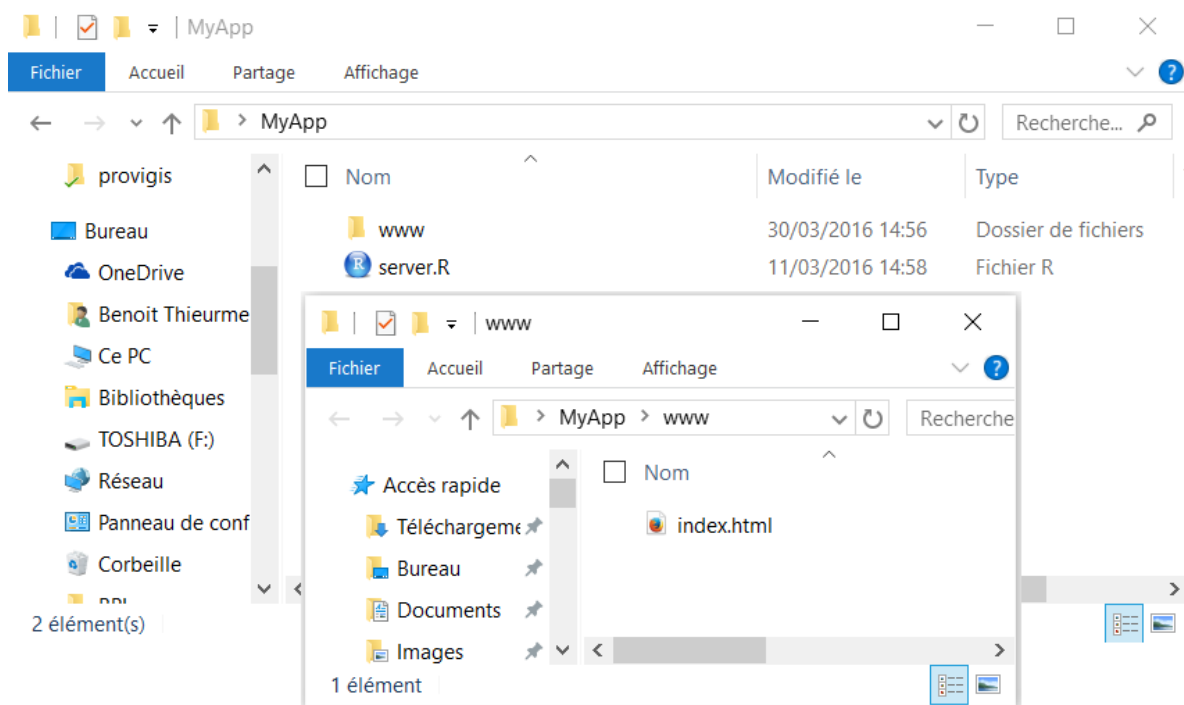 MyApp
Fichier Accueil Partage Affichage
MyApp Recherche...
provigis
Bureau
OneDrive
Benoit Thieurme
Ce PC
Bibliothèques
TOSHIBA (F:)
Réseau
Panneau de conf
Corbeille
2 élément(s)
Nom Modifié le Type
www 30/03/2016 14:56 Dossier de fichiers
server.R 11/03/2016 14:58 Fichier R
www
Fichier Accueil Partage Affichage
MyApp www Recherche
Accès rapide
Téléchargeme
Bureau
Documents
Images
1 élément
Nom
index.html